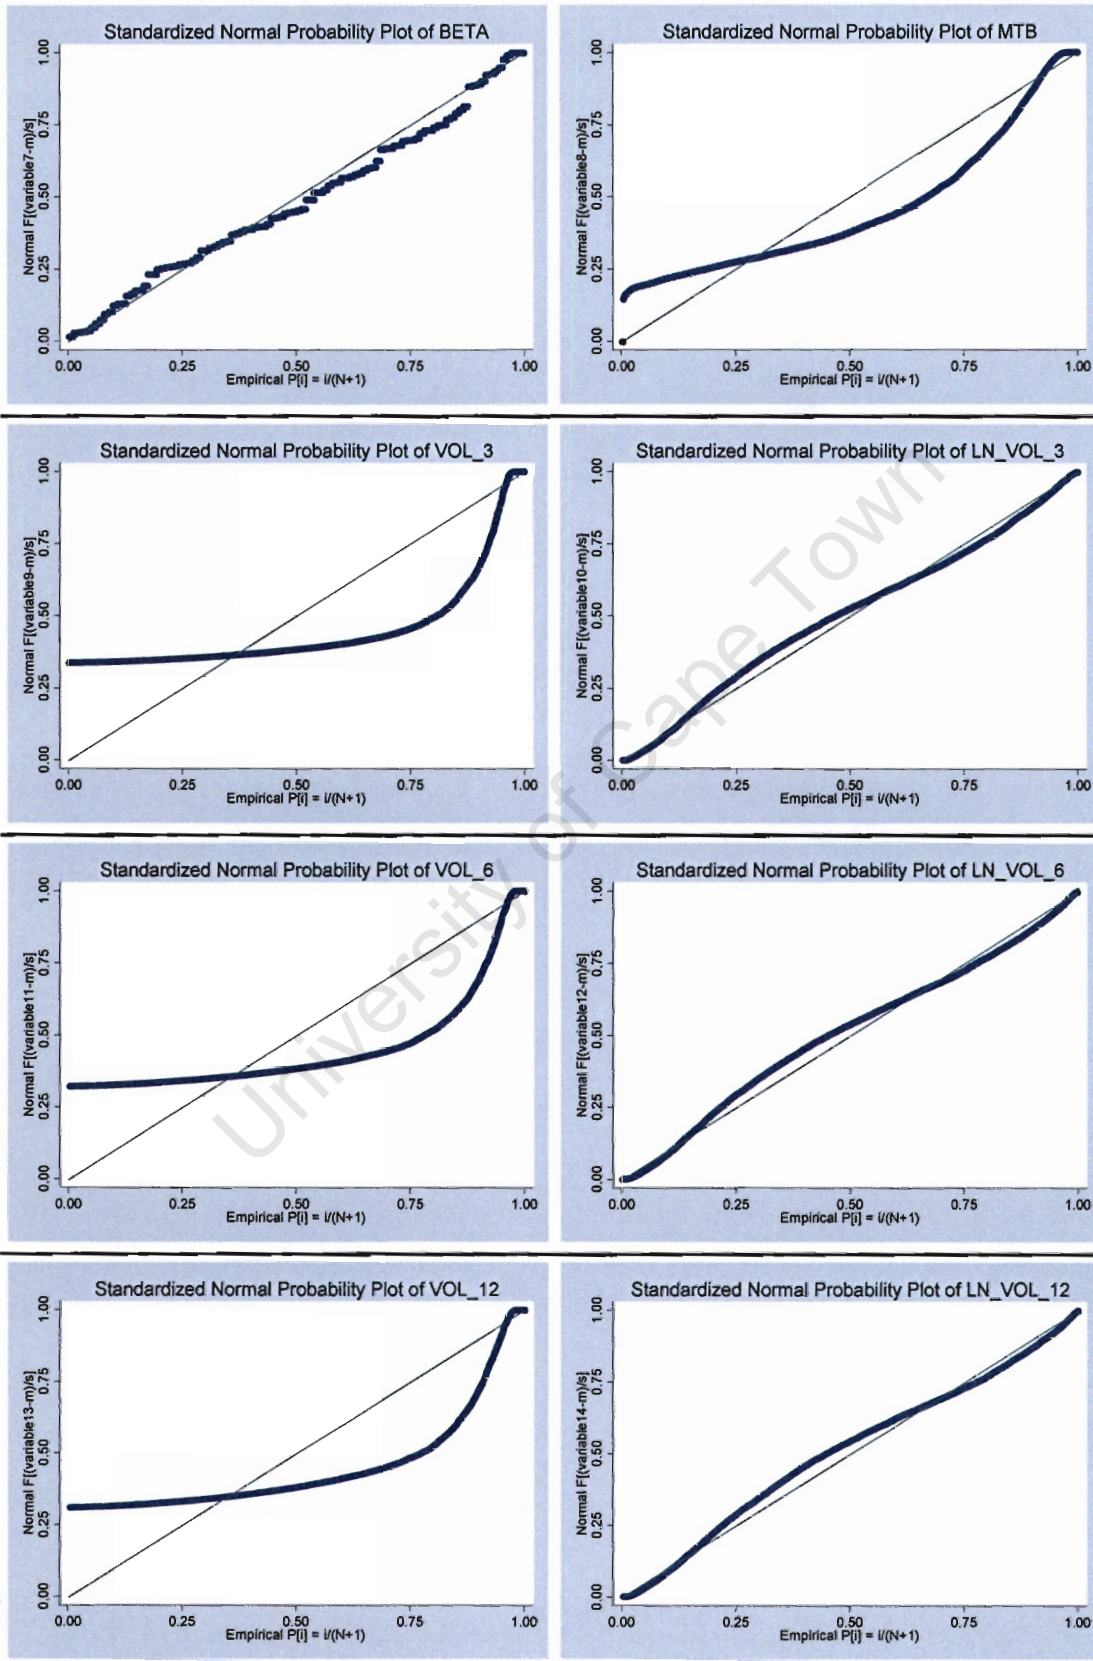 Standardized Normal Probability Plot of BETA
Normal F[(variable7-m)/s]
1.00
0.75
0.50
0.25
0.00
0.00 0.25 0.50 0.75 1.00
Empirical P[i] = i/(N+1)
Standardized Normal Probability Plot of MTB
Normal F[(variable8-m)/s]
1.00
0.75
0.50
0.25
0.00
0.00 0.25 0.50 0.75 1.00
Empirical P[i] = i/(N+1)
Standardized Normal Probability Plot of VOL_3
Normal F[(variable9-m)/s]
1.00
0.75
0.50
0.25
0.00
0.00 0.25 0.50 0.75 1.00
Empirical P[i] = i/(N+1)
Standardized Normal Probability Plot of LN_VOL_3
Normal F[(variable10-m)/s]
1.00
0.75
0.50
0.25
0.00
0.00 0.25 0.50 0.75 1.00
Empirical P[i] = i/(N+1)
Standardized Normal Probability Plot of VOL_6
Normal F[(variable11-m)/s]
1.00
0.75
0.50
0.25
0.00
0.00 0.25 0.50 0.75 1.00
Empirical P[i] = i/(N+1)
Standardized Normal Probability Plot of LN_VOL_6
Normal F[(variable12-m)/s]
1.00
0.75
0.50
0.25
0.00
0.00 0.25 0.50 0.75 1.00
Empirical P[i] = i/(N+1)
Standardized Normal Probability Plot of VOL_12
Normal F[(variable13-m)/s]
1.00
0.75
0.50
0.25
0.00
0.00 0.25 0.50 0.75 1.00
Empirical P[i] = i/(N+1)
Standardized Normal Probability Plot of LN_VOL_12
Normal F[(variable14-m)/s]
1.00
0.75
0.50
0.25
0.00
0.00 0.25 0.50 0.75 1.00
Empirical P[i] = i/(N+1)
University of Cape Town